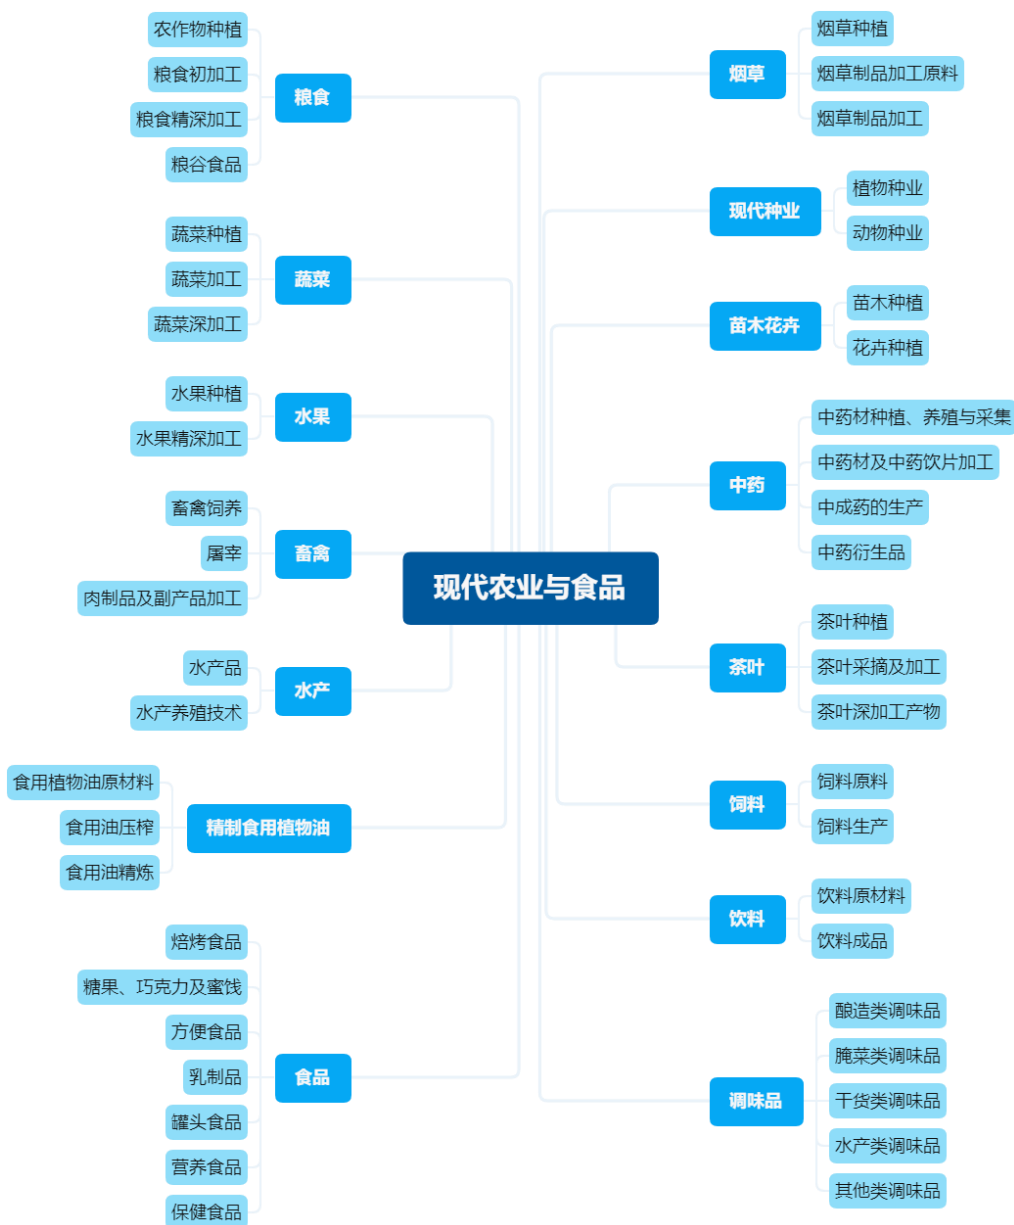 现代农业与食品
粮食
农作物种植
粮食初加工
粮食精深加工
粮谷食品
蔬菜
蔬菜种植
蔬菜加工
蔬菜深加工
水果
水果种植
水果精深加工
畜禽
畜禽饲养
屠宰
肉制品及副产品加工
水产
水产品
水产养殖技术
精制食用植物油
食用植物油原材料
食用油压榨
食用油精炼
食品
焙烤食品
糖果、巧克力及蜜饯
方便食品
乳制品
罐头食品
营养食品
保健食品
烟草
烟草种植
烟草制品加工原料
烟草制品加工
现代种业
植物种业
动物种业
苗木花卉
苗木种植
花卉种植
中药
中药材种植、养殖与采集
中药材及中药饮片加工
中成药的生产
中药衍生品
茶叶
茶叶种植
茶叶采摘及加工
茶叶深加工产物
饲料
饲料原料
饲料生产
饮料
饮料原材料
饮料成品
调味品
酿造类调味品
腌菜类调味品
干货类调味品
水产类调味品
其他类调味品